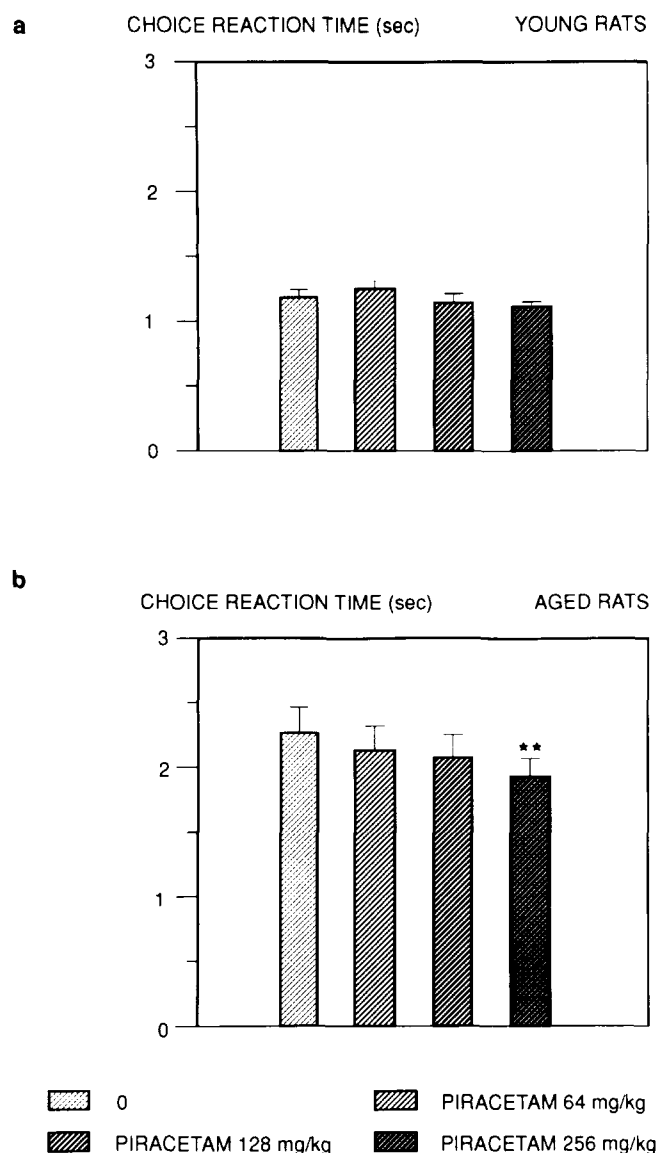 a
CHOICE REACTION TIME (sec) YOUNG RATS
3
2
1
0
b
CHOICE REACTION TIME (sec) AGED RATS
3
★★
2
1
0
0 PIRACETAM 64 mg/kg
PIRACETAM 128 mg/kg PIRACETAM 256 mg/kg